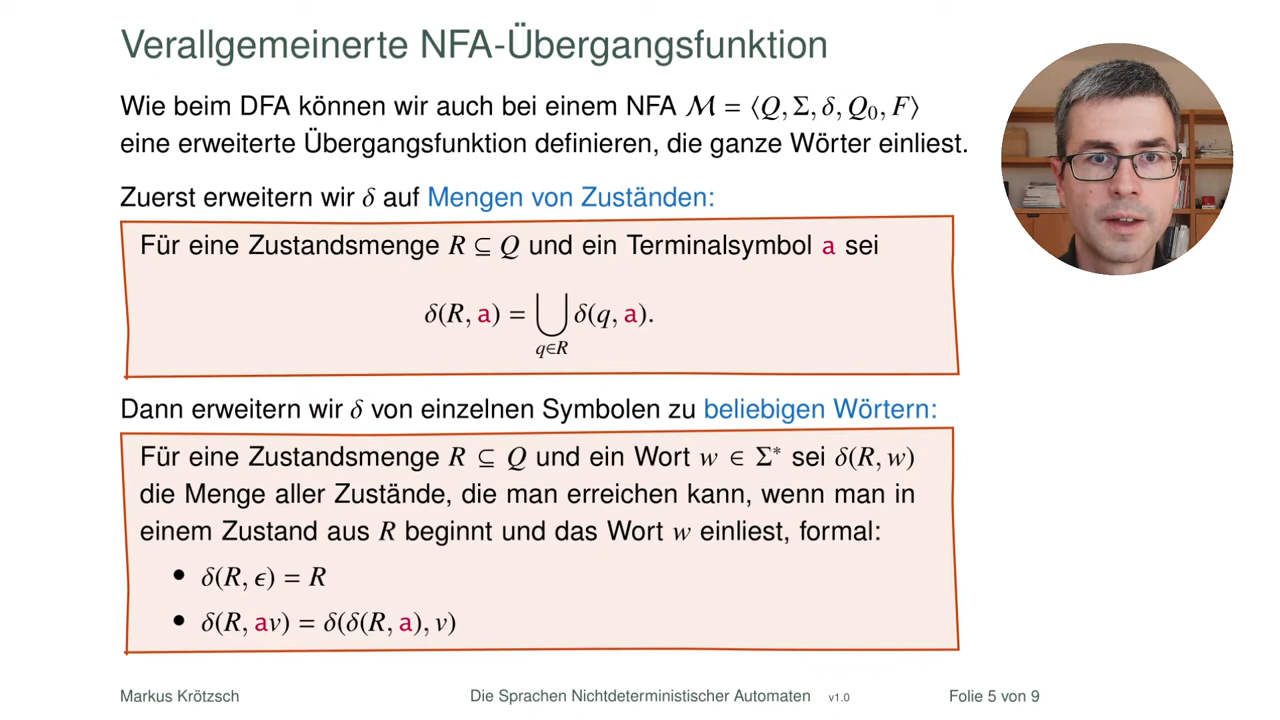 Verallgemeinerte NFA-Übergangsfunktion
Wie beim DFA können wir auch bei einem NFA ℳ = ⟨Q, Σ, δ, Q₀, F⟩
eine erweiterte Übergangsfunktion definieren, die ganze Wörter einliest.
Zuerst erweitern wir δ auf Mengen von Zuständen:
Für eine Zustandsmenge R ⊆ Q und ein Terminalsymbol a sei
δ(R, a) = ⋃ δ(q, a).
q∈R
Dann erweitern wir δ von einzelnen Symbolen zu beliebigen Wörtern:
Für eine Zustandsmenge R ⊆ Q und ein Wort w ∈ Σ* sei δ(R, w)
die Menge aller Zustände, die man erreichen kann, wenn man in
einem Zustand aus R beginnt und das Wort w einliest, formal:
• δ(R, ϵ) = R
• δ(R, av) = δ(δ(R, a), v)
Markus Krötzsch Die Sprachen Nichtdeterministischer Automaten v1.0 Folie 5 von 9